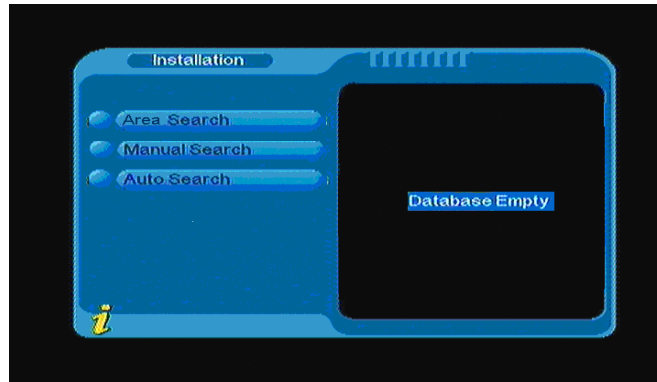 Installation
Area Search
Manual Search
Auto Search
Database Empty
i